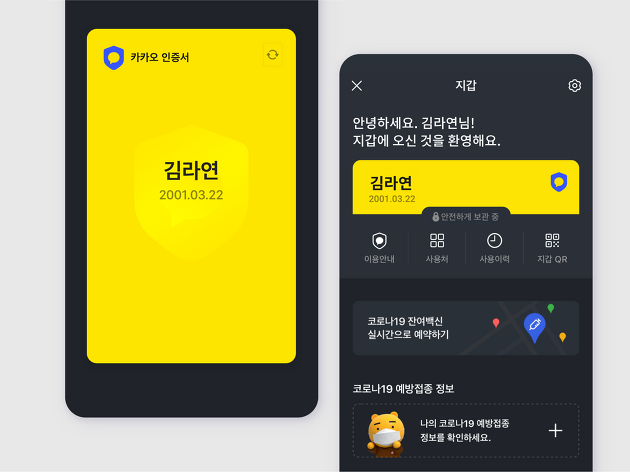 카카오 인증서
김라연
2001.03.22
지갑
안녕하세요. 김라연님!
지갑에 오신 것을 환영해요.
김라연
2001.03.22
안전하게 보관 중
이용안내
사용처
사용이력
지갑 QR
코로나19 잔여백신
실시간으로 예약하기
코로나19 예방접종 정보
나의 코로나19 예방접종
정보를 확인하세요.